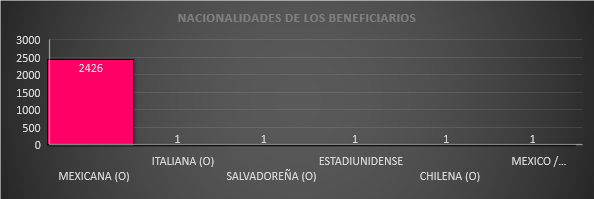 NACIONALIDADES DE LOS BENEFICIARIOS
3000
2500
2000
1500
1000
500
0
2426
1
1
1
1
1
MEXICANA (O)
ITALIANA (O)
SALVADOREÑA (O)
ESTADIUNIDENSE
CHILENA (O)
MEXICO /...